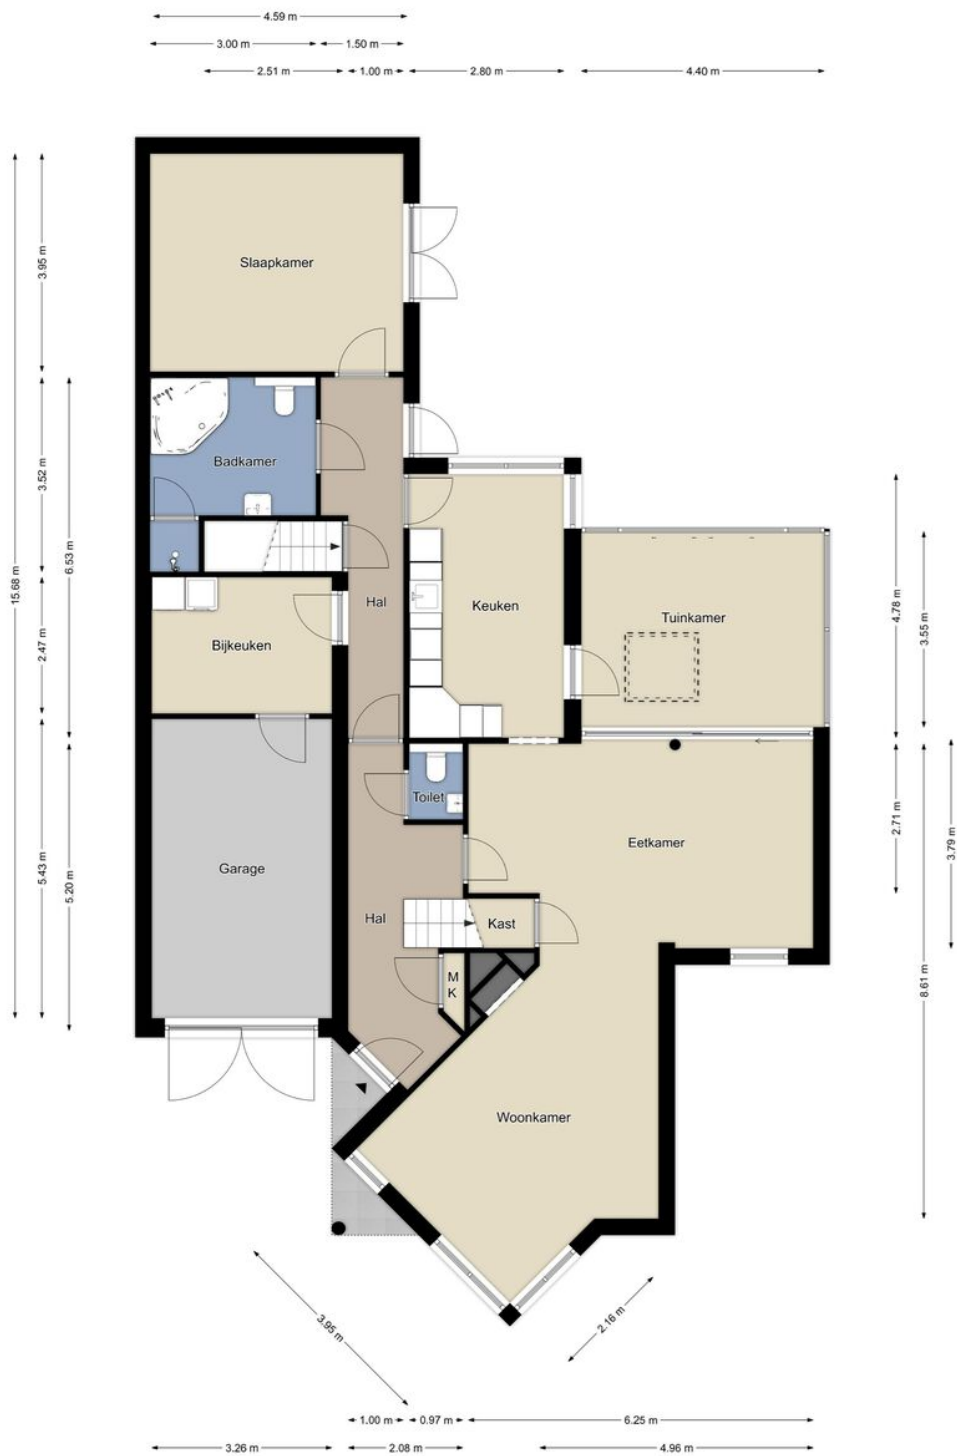 4.59 m
3.00 m 1.50 m
2.51 m 1.00 m 2.80 m 4.40 m
Slaapkamer
3.95 m
15.68 m
Badkamer
3.52 m
6.53 m
Hal
Keuken
Tuinkamer
Bijkeuken
2.47 m
4.78 m
3.55 m
Toilet
Eetkamer
2.71 m
3.79 m
Garage
5.43 m
5.20 m
Hal
Kast
M
K
8.61 m
Woonkamer
3.95 m
2.16 m
1.00 m 0.97 m 6.25 m
3.26 m 2.08 m 4.96 m